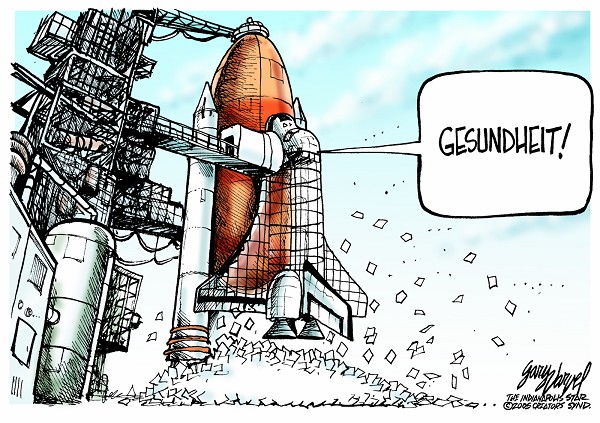 GESUNDHEIT!
Gary Varvel
THE INDIANAPOLIS STAR
©2005 CREATORS SYND.